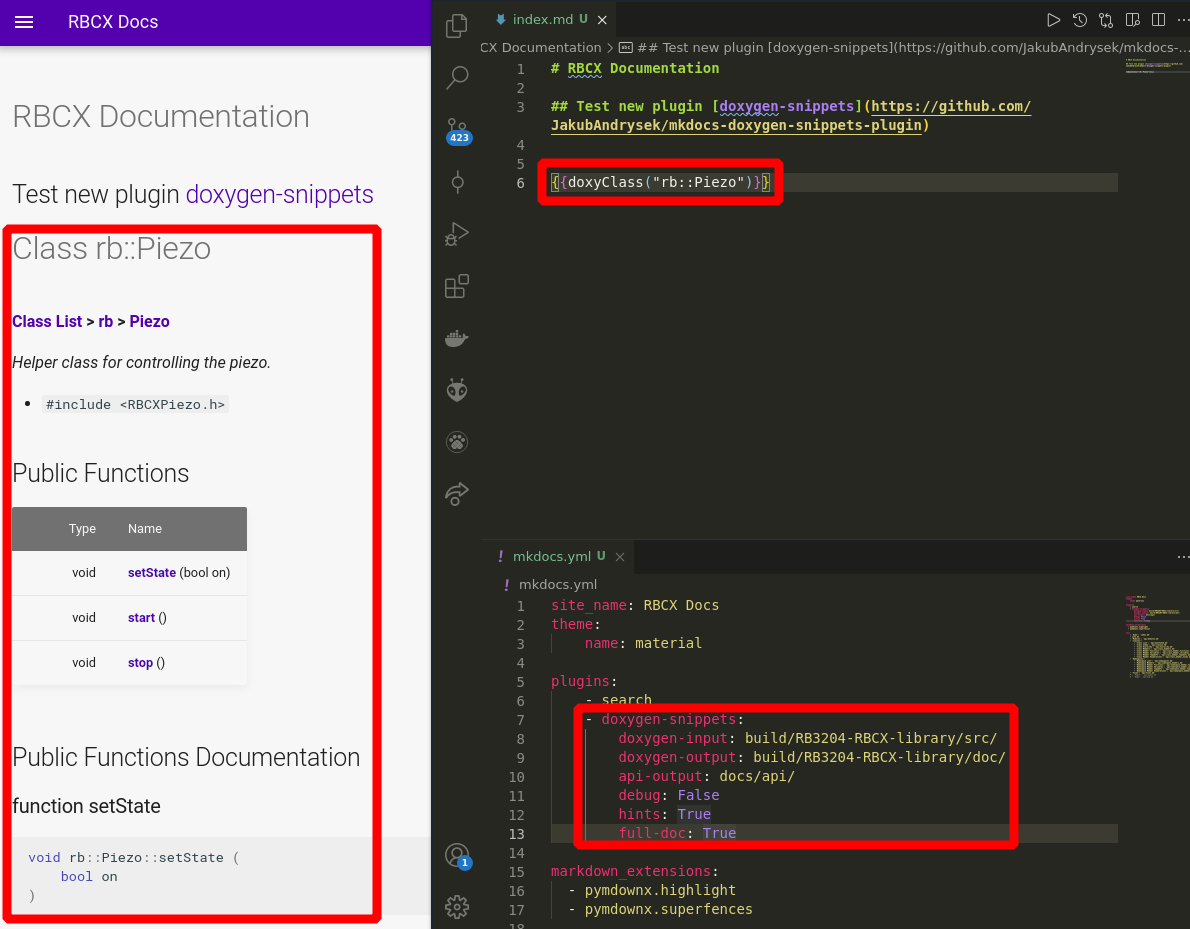 RBCX Docs
RBCX Documentation
Test new plugin doxygen-snippets
Class rb::Piezo
Class List > rb > Piezo
Helper class for controlling the piezo.
#include <RBCXPiezo.h>
Public Functions
Type Name
void setState (bool on)
void start ()
void stop ()
Public Functions Documentation
function setState
void rb::Piezo::setState (
bool on
)
423
1
index.md U
CX Documentation > ## Test new plugin [doxygen-snippets](https://github.com/JakubAndrysek/mkdocs-...
1 # RBCX Documentation
2
3 ## Test new plugin [doxygen-snippets](https://github.com/
JakubAndrysek/mkdocs-doxygen-snippets-plugin)
4
5
6 {{doxyClass("rb::Piezo")}}
! mkdocs.yml U
! mkdocs.yml
1 site_name: RBCX Docs
2 theme:
3 name: material
4
5 plugins:
6 - search
7 - doxygen-snippets:
8 doxygen-input: build/RB3204-RBCX-library/src/
9 doxygen-output: build/RB3204-RBCX-library/doc/
10 api-output: docs/api/
11 debug: False
12 hints: True
13 full-doc: True
14
15 markdown_extensions:
16 - pymdownx.highlight
17 - pymdownx.superfences
18